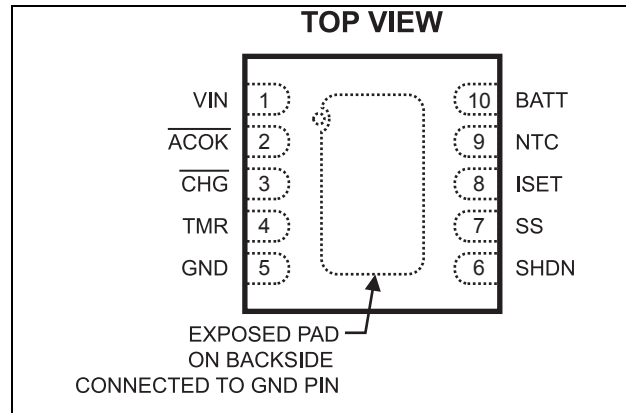 TOP VIEW
VIN 1 10 BATT
ACOK 2 9 NTC
CHG 3 8 ISET
TMR 4 7 SS
GND 5 6 SHDN
EXPOSED PAD
ON BACKSIDE
CONNECTED TO GND PIN